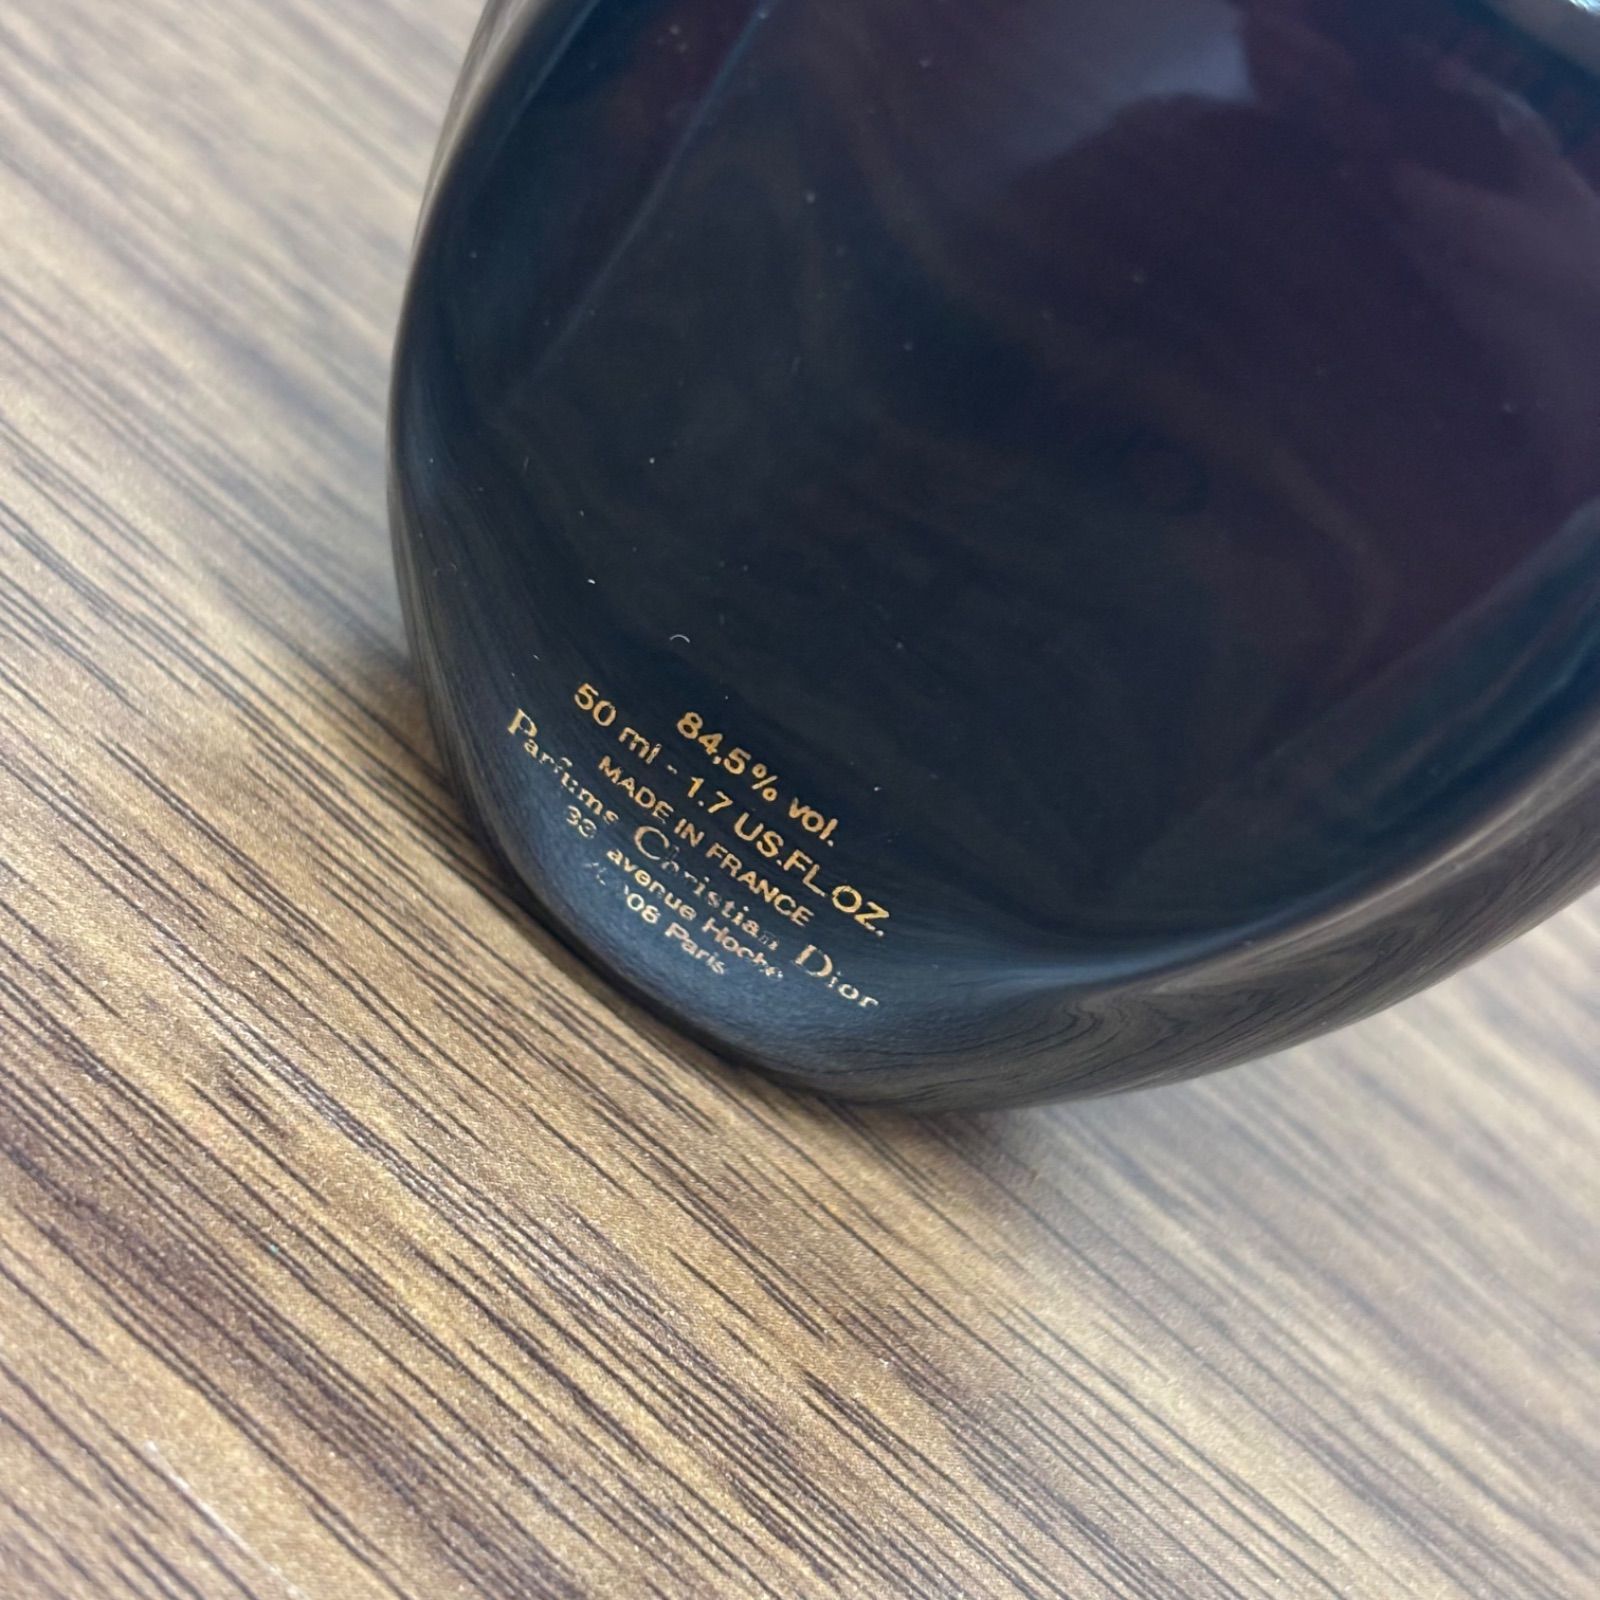 84,5% vol.
50 ml - 1.7 US.FL.OZ.
MADE IN FRANCE
Parfums Christian Dior
33 avenue Hoche
Paris